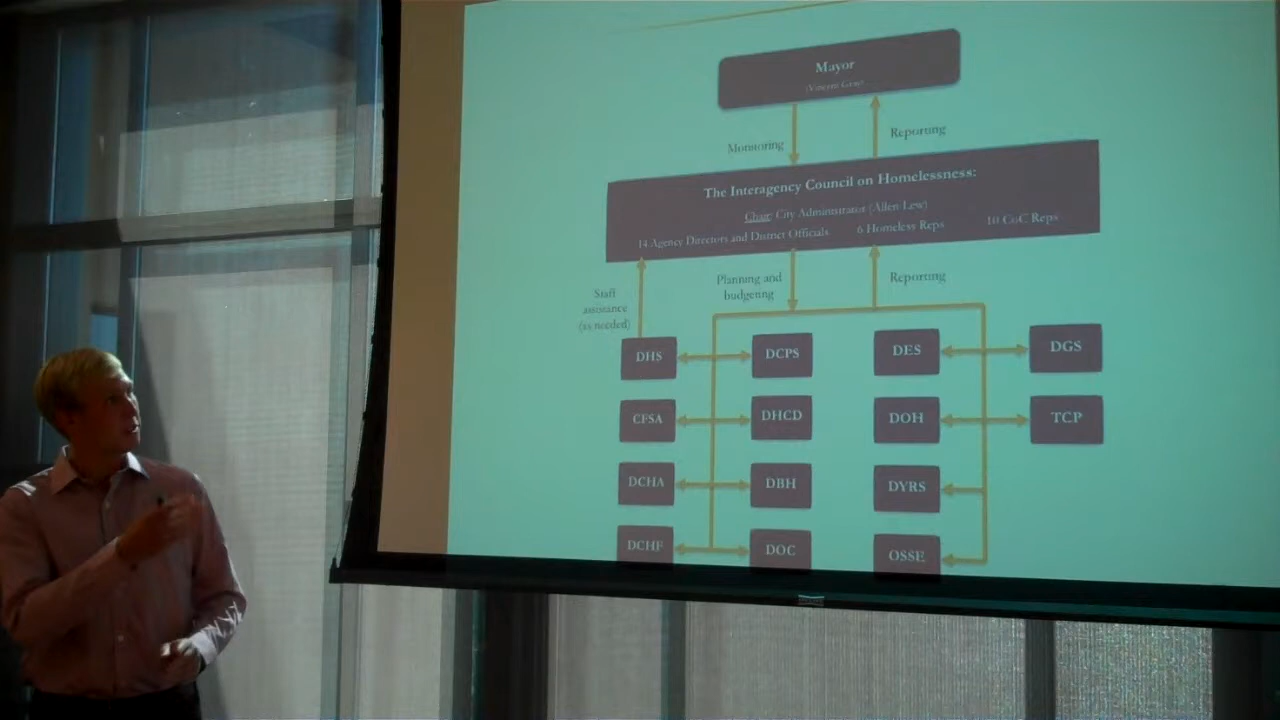 Mayor
(Vincent Gray)
Monitoring
Reporting
The Interagency Council on Homelessness:
Chair: City Administrator (Allen Lew)
14 Agency Directors and District Officials 6 Homeless Reps 10 CoC Reps
Staff
assistance
(as needed)
Planning and
budgeting
Reporting
DHS DCPS DES DGS
CFSA DHCD DOH TCP
DCHA DBH DYRS
DCHF DOC OSSE